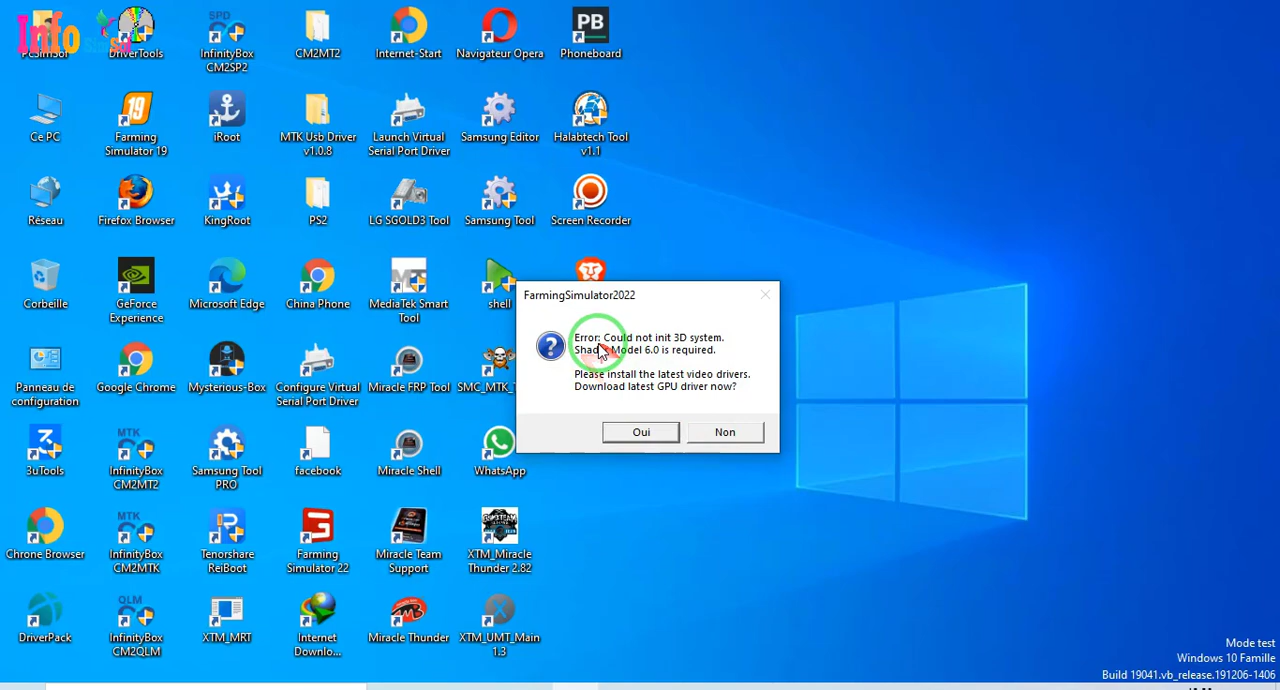 Info
PcSimSof
DriverTools
InfinityBox
CM2SP2
CM2MT2
Internet-Start
Navigateur Opera
PB
Phoneboard
Ce PC
19
Farming
Simulator 19
iRoot
MTK Usb Driver
v1.0.8
Launch Virtual
Serial Port Driver
Samsung Editor
Halabtech Tool
v1.1
Réseau
Firefox Browser
KingRoot
PS2
LG SGOLD3 Tool
Samsung Tool
Screen Recorder
Corbeille
GeForce
Experience
Microsoft Edge
China Phone
MediaTek Smart
Tool
shell
FarmingSimulator2022
Error: Could not init 3D system.
Model 6.0 is required.
Please install the latest video drivers.
Download latest GPU driver now?
Oui
Non
Panneau de
configuration
Google Chrome
Mysterious-Box
Configure Virtual
Serial Port Driver
Miracle FRP Tool
SMC_MTK_
3uTools
MTK
InfinityBox
CM2MT2
Samsung Tool
PRO
facebook
Miracle Shell
WhatsApp
Chrome Browser
MTK
InfinityBox
CM2MTK
Tenorshare
ReiBoot
Farming
Simulator 22
Miracle Team
Support
XTM_Miracle
Thunder 2.82
DriverPack
QLM
InfinityBox
CM2QLM
XTM_MRT
Internet
Downlo...
Miracle Thunder
XTM_UMT_Main
1.3
Mode test
Windows 10 Famille
Build 19041.vb_release.191206-1406